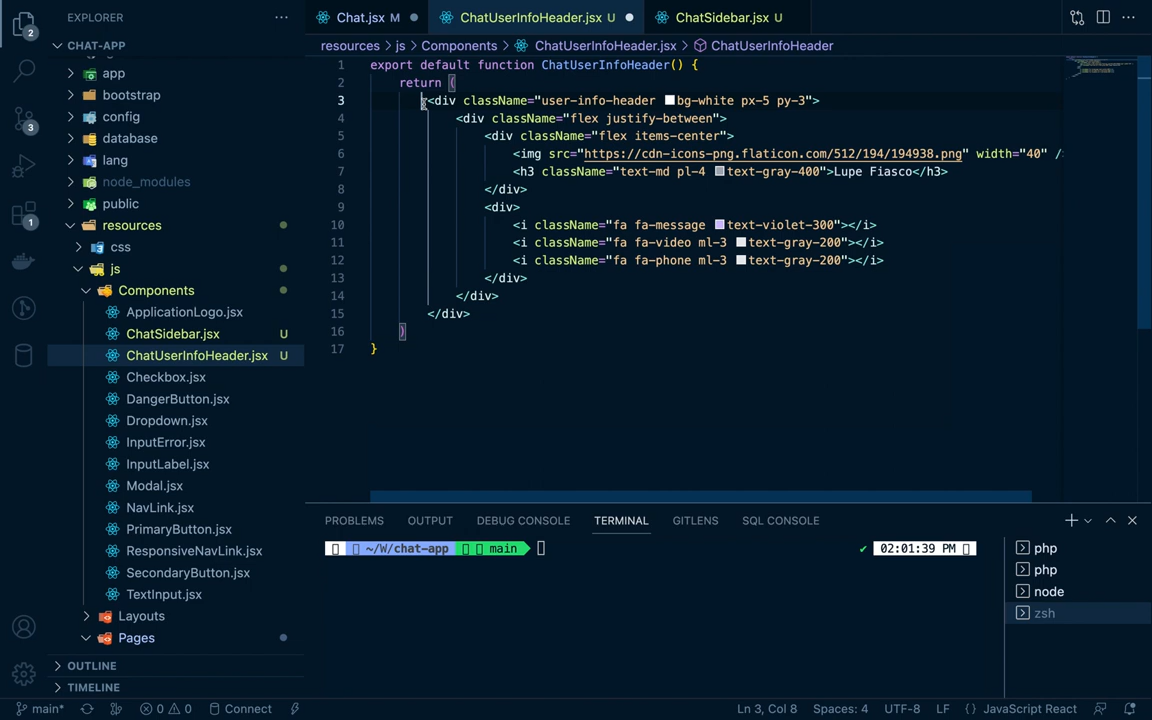 EXPLORER
CHAT-APP
app
bootstrap
config
database
lang
node_modules
public
resources
css
js
Components
ApplicationLogo.jsx
ChatSidebar.jsx U
ChatUserInfoHeader.jsx U
Checkbox.jsx
DangerButton.jsx
Dropdown.jsx
InputError.jsx
InputLabel.jsx
Modal.jsx
NavLink.jsx
PrimaryButton.jsx
ResponsiveNavLink.jsx
SecondaryButton.jsx
TextInput.jsx
Layouts
Pages
OUTLINE
TIMELINE
2
3
1
Chat.jsx M
ChatUserInfoHeader.jsx U
ChatSidebar.jsx U
resources > js > Components > ChatUserInfoHeader.jsx > ChatUserInfoHeader
1 export default function ChatUserInfoHeader() {
2 return (
3 <div className="user-info-header bg-white px-5 py-3">
4 <div className="flex justify-between">
5 <div className="flex items-center">
6 <img src="https://cdn-icons-png.flaticon.com/512/194/194938.png" width="40" /
7 <h3 className="text-md pl-4 text-gray-400">Lupe Fiasco</h3>
8 </div>
9 <div>
10 <i className="fa fa-message text-violet-300"></i>
11 <i className="fa fa-video ml-3 text-gray-200"></i>
12 <i className="fa fa-phone ml-3 text-gray-200"></i>
13 </div>
14 </div>
15 </div>
16 )
17 }
PROBLEMS OUTPUT DEBUG CONSOLE TERMINAL GITLENS SQL CONSOLE
~/W/chat-app main 02:01:39 PM
php
php
node
zsh
main* 0 0 Connect Ln 3, Col 8 Spaces: 4 UTF-8 LF {} JavaScript React